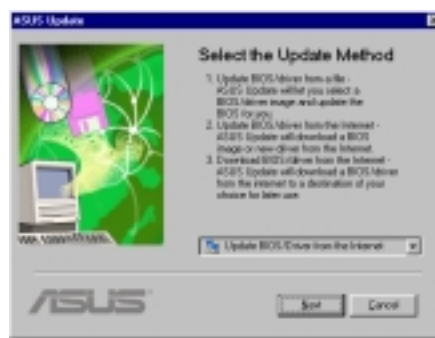 ASUS Update
Select the Update Method
1. Update BIOS/driver from a file -
ASUS Update will let you select a
BIOS/driver image and update the
BIOS for you.
2. Update BIOS/driver from the Internet -
ASUS Update will download a BIOS
image or new driver from the Internet.
3. Download BIOS/driver from the Internet -
ASUS Update will download a BIOS/driver
from the internet to a destination of your
choice for later use.
Update BIOS/Driver from the Internet
ASUS
Next
Cancel